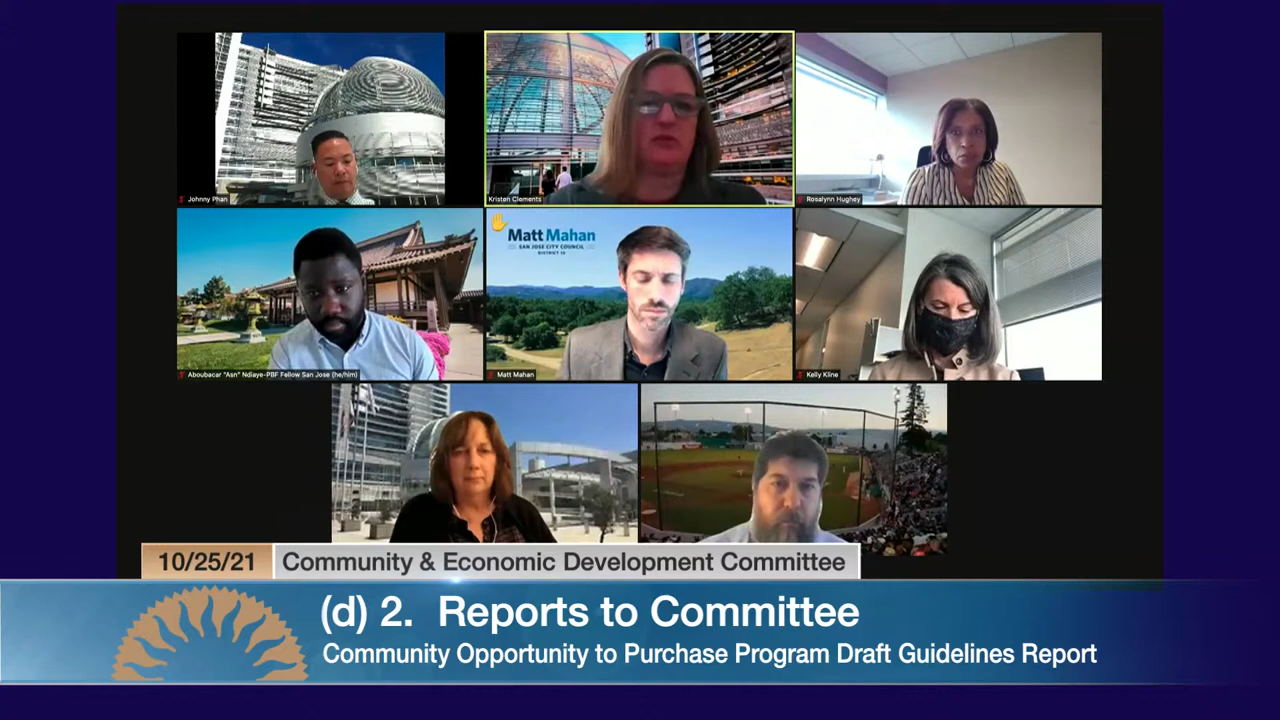 Johnny Phan
Kristen Clements
Rosalynn Hughey
Matt Mahan
SAN JOSE CITY COUNCIL
DISTRICT 10
Aboubacar "Asn" Ndiaye-PBF Fellow San Jose (he/him)
Matt Mahan
Kelly Kline
10/25/21
Community & Economic Development Committee
(d) 2. Reports to Committee
Community Opportunity to Purchase Program Draft Guidelines Report